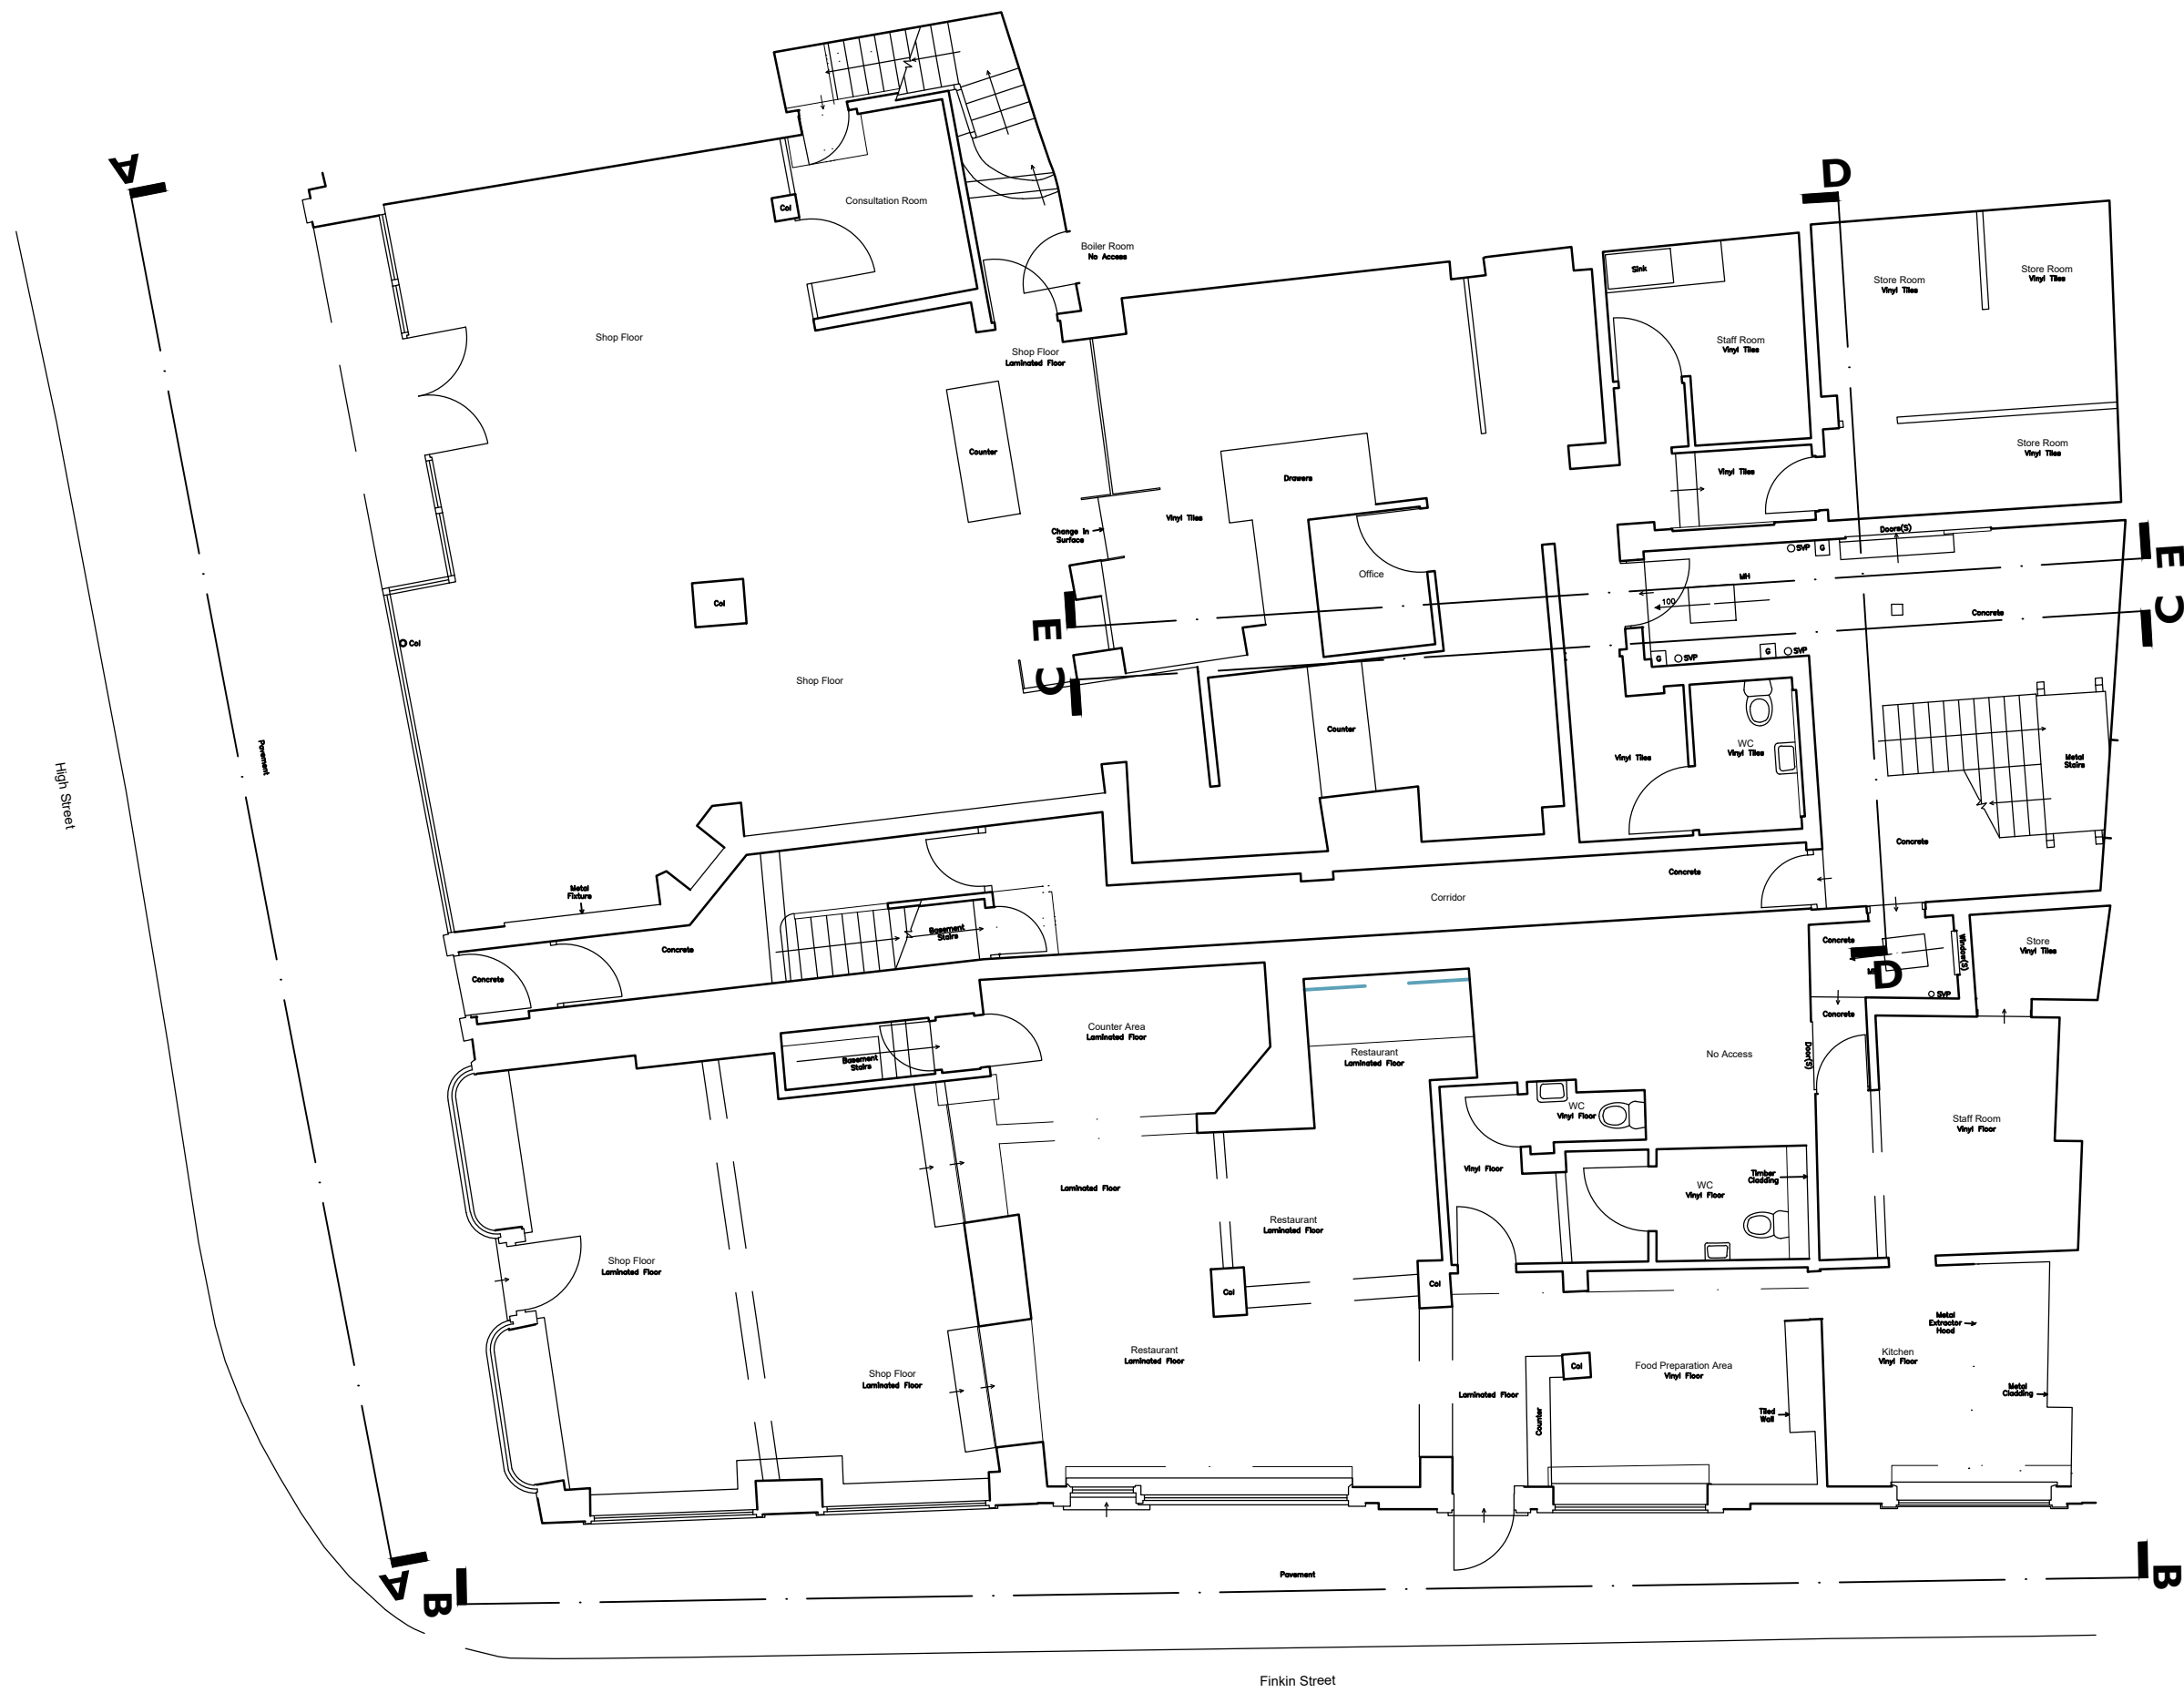 A
D
Col
Consultation Room
Boiler Room
No Access
Sink
Store Room
Vinyl Tiles
Store Room
Vinyl Tiles
Shop Floor
Shop Floor
Laminated Floor
Staff Room
Vinyl Tiles
Counter
Drawers
Vinyl Tiles
Store Room
Vinyl Tiles
Vinyl Tiles
Change in
Surface
Doors(S)
SVP
G
E
Office
MH
100
Col
E
Concrete
C
Col
G
SVP
G
SVP
Shop Floor
C
Counter
Vinyl Tiles
WC
Vinyl Tiles
Metal
Stairs
Pavement
High Street
Metal
Fixture
Concrete
Concrete
Corridor
Basement
Stairs
Concrete
Concrete
Concrete
Window(S)
Store
Vinyl Tiles
D
SVP
Concrete
Counter Area
Laminated Floor
Basement
Stairs
Restaurant
Laminated Floor
No Access
Door(S)
WC
Vinyl Floor
Staff Room
Vinyl Floor
Vinyl Floor
Timber
Cladding
Laminated Floor
WC
Vinyl Floor
Restaurant
Laminated Floor
Shop Floor
Laminated Floor
Col
Col
Metal
Extractor
Hood
Restaurant
Laminated Floor
Kitchen
Vinyl Floor
Col
Food Preparation Area
Vinyl Floor
Shop Floor
Laminated Floor
Laminated Floor
Metal
Cladding
Counter
Tiled
Wall
Pavement
A
B
B
Finkin Street